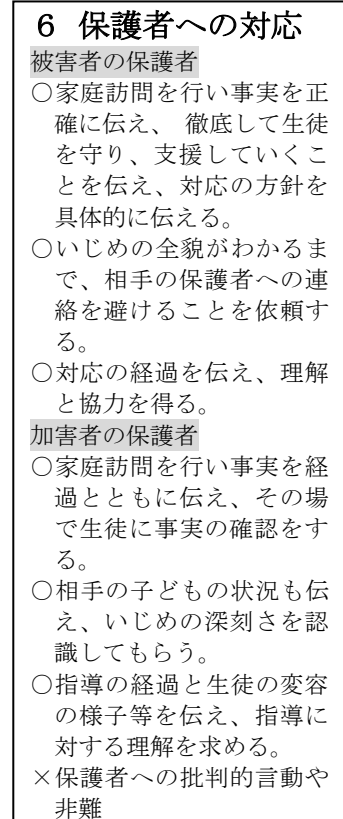 ６ 保護者への対応
被害者の保護者
○家庭訪問を行い事実を正
確に伝え、 徹底して生徒
を守り、支援していくこ
とを伝え、対応の方針を
具体的に伝える。
○いじめの全貌がわかるま
で、相手の保護者への連
絡を避けることを依頼す
る。
○対応の経過を伝え、理解
と協力を得る。
加害者の保護者
○家庭訪問を行い事実を経
過とともに伝え、その場
で生徒に事実の確認をす
る。
○相手の子どもの状況も伝
え、いじめの深刻さを認
識してもらう。
○指導の経過と生徒の変容
の様子等を伝え、指導に
対する理解を求める。
×保護者への批判的言動や
非難